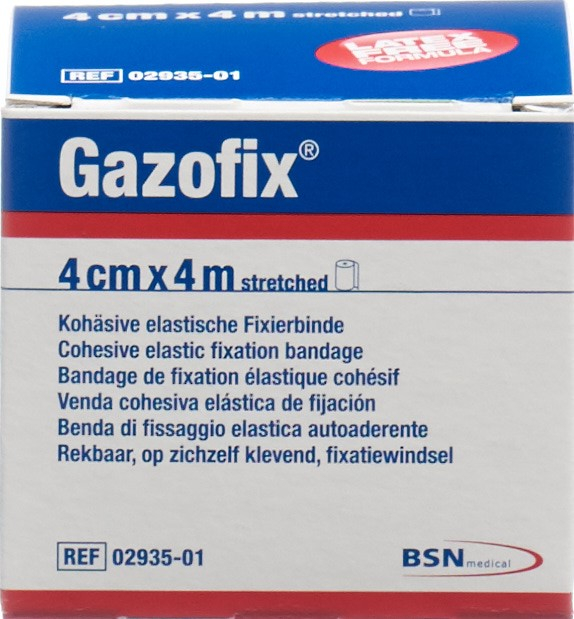 4 cm x 4 m stretched
LATEX
FREE
FORMULA
REF 02935-01
Gazofix®
4 cm x 4 m stretched
Kohäsive elastische Fixierbinde
Cohesive elastic fixation bandage
Bandage de fixation élastique cohésif
Venda cohesiva elástica de fijación
Benda di fissaggio elastica autoaderente
Rekbaar, op zichzelf klevend, fixatiewindsel
REF 02935-01
BSN medical